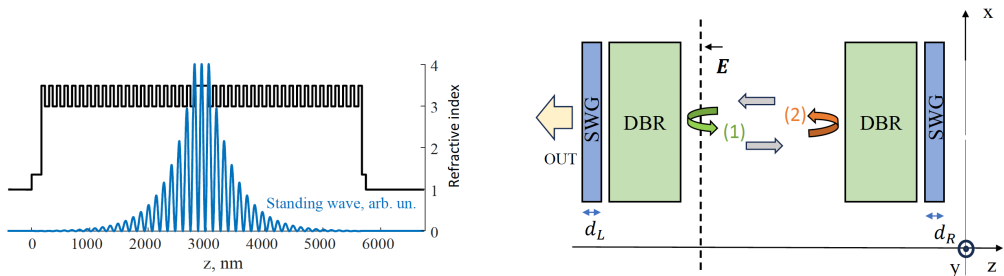 4
3
2
1
0
Refractive index
Standing wave, arb. un.
0
1000
2000
3000
4000
5000
6000
z, nm
x
E
SWG
DBR
(1)
(2)
DBR
SWG
OUT
d_L
d_R
y
z